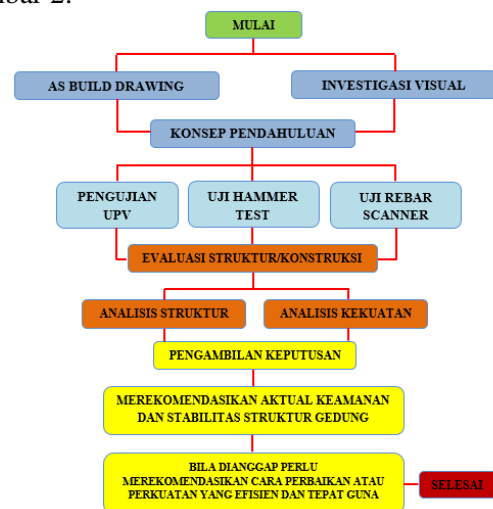 MULAI
AS BUILD DRAWING
INVESTIGASI VISUAL
KONSEP PENDAHULUAN
PENGUJIAN
UPV
UJI HAMMER
TEST
UJI REBAR
SCANNER
EVALUASI STRUKTUR/KONSTRUKSI
ANALISIS STRUKTUR
ANALISIS KEKUATAN
PENGAMBILAN KEPUTUSAN
MEREKOMENDASIKAN AKTUAL KEAMANAN
DAN STABILITAS STRUKTUR GEDUNG
BILA DIANGGAP PERLU
MEREKOMENDASIKAN CARA PERBAIKAN ATAU
PERKUATAN YANG EFISIEN DAN TEPAT GUNA
SELESAI